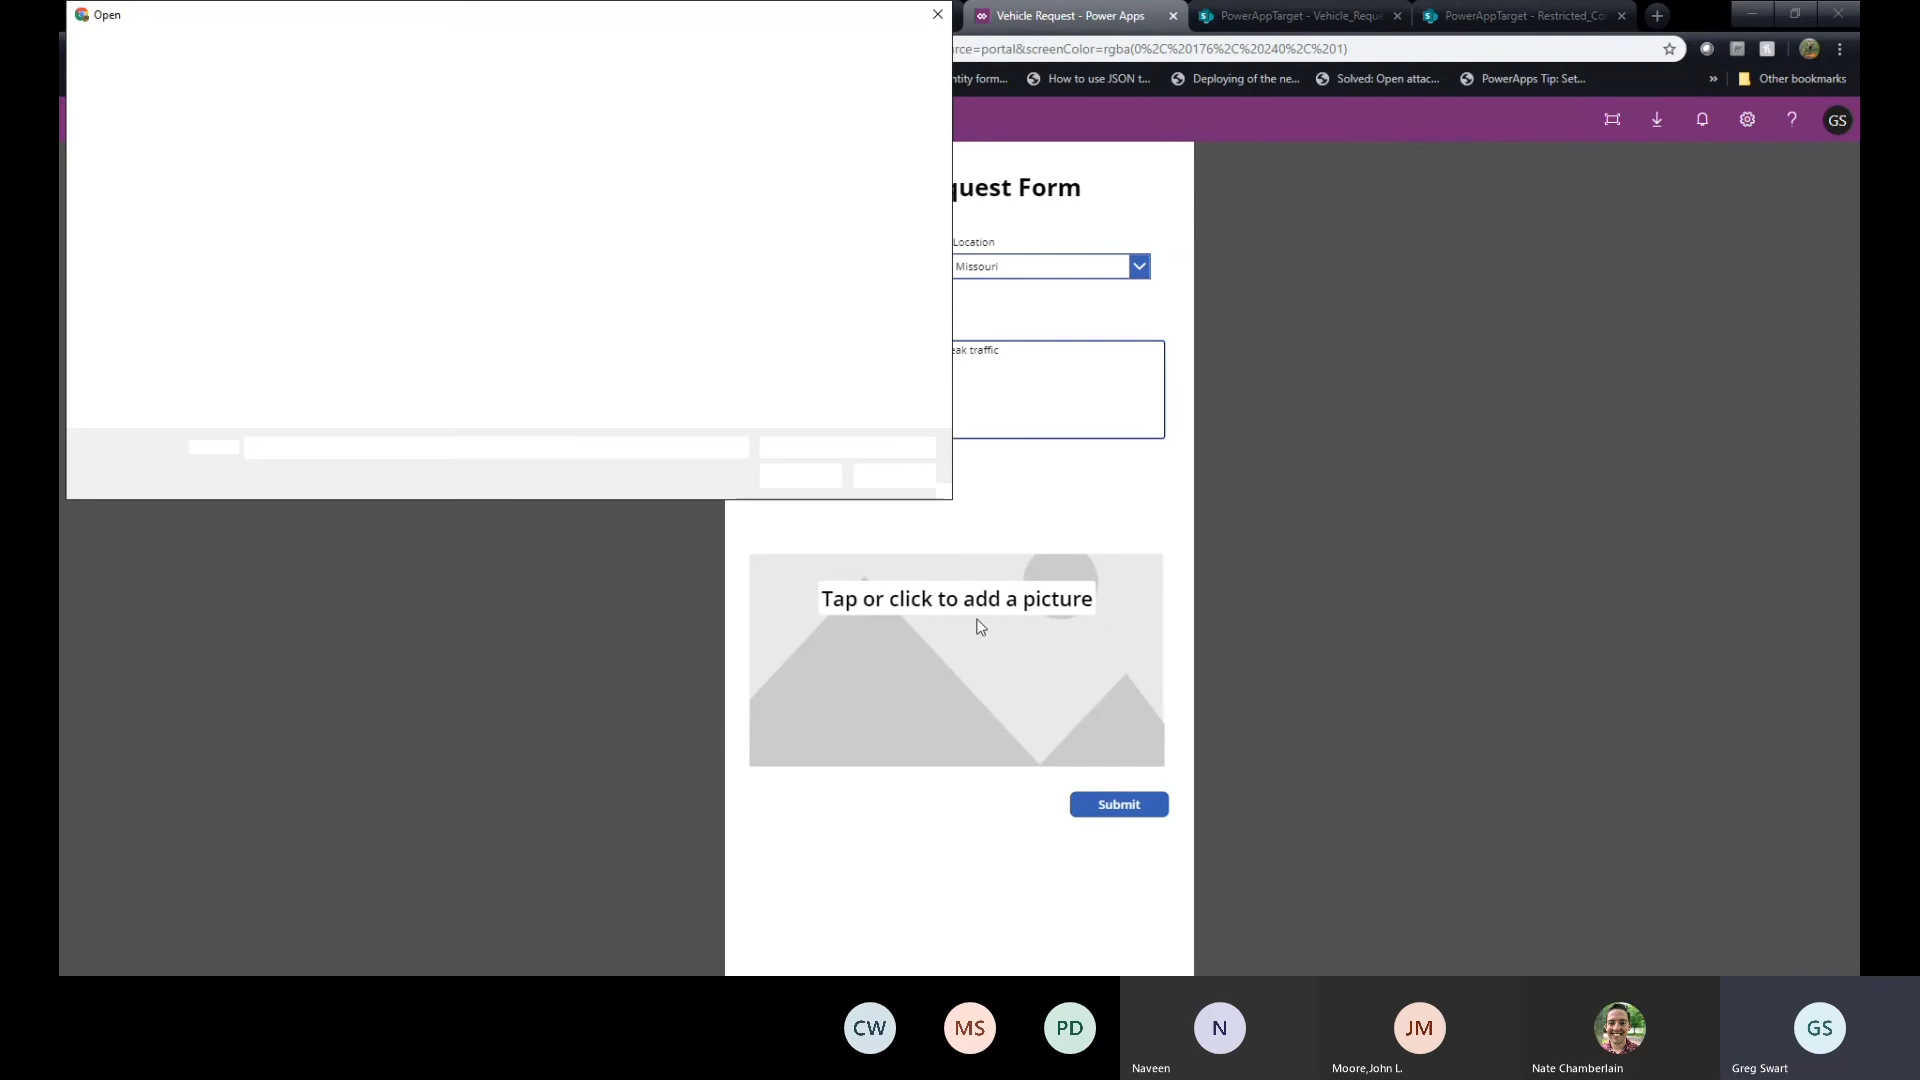 Open
Vehicle Request - Power Apps
PowerAppTarget - Vehicle_Reque
PowerAppTarget - Restricted_Co
rce=portal&screenColor=rgba(0%2C%20176%2C%20240%2C%201)
ntity form...
How to use JSON t...
Deploying of the ne...
Solved: Open attac...
PowerApps Tip: Set...
»
Other bookmarks
GS
quest Form
Location
Missouri
eak traffic
Tap or click to add a picture
Submit
CW
MS
PD
N
JM
GS
Naveen
Moore,John L.
Nate Chamberlain
Greg Swart